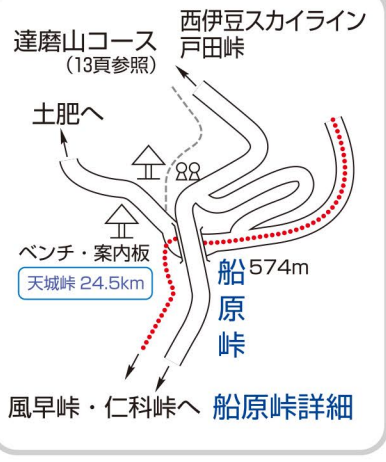 西伊豆スカイライン
戸田峠
達磨山コース
（13頁参照）
土肥へ
ベンチ・案内板
天城峠 24.5km
船原峠
574m
風早峠・仁科峠へ
船原峠詳細